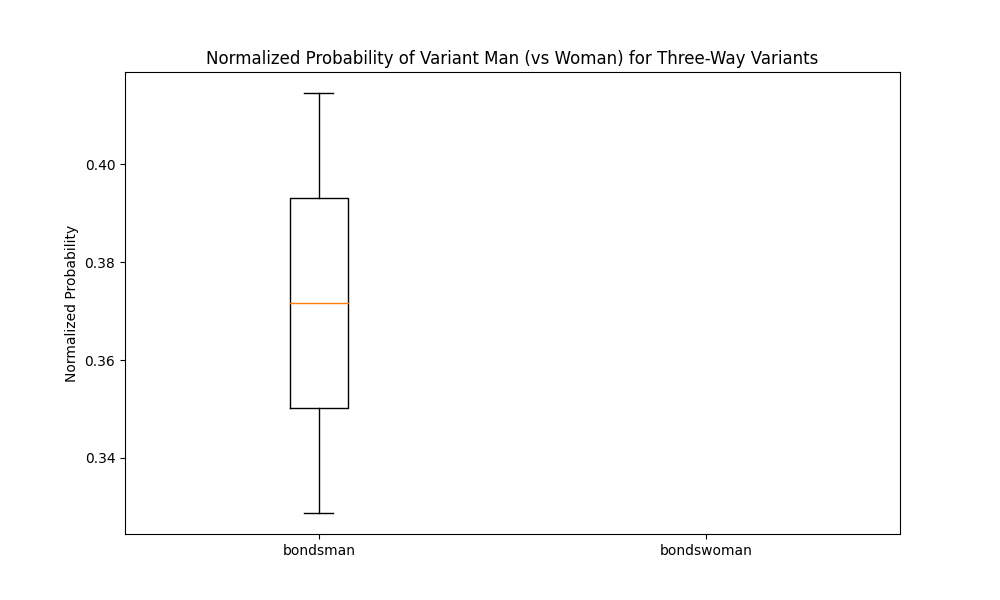 Normalized Probability of Variant Man (vs Woman) for Three-Way Variants
Normalized Probability
0.40
0.38
0.36
0.34
bondsman
bondswoman